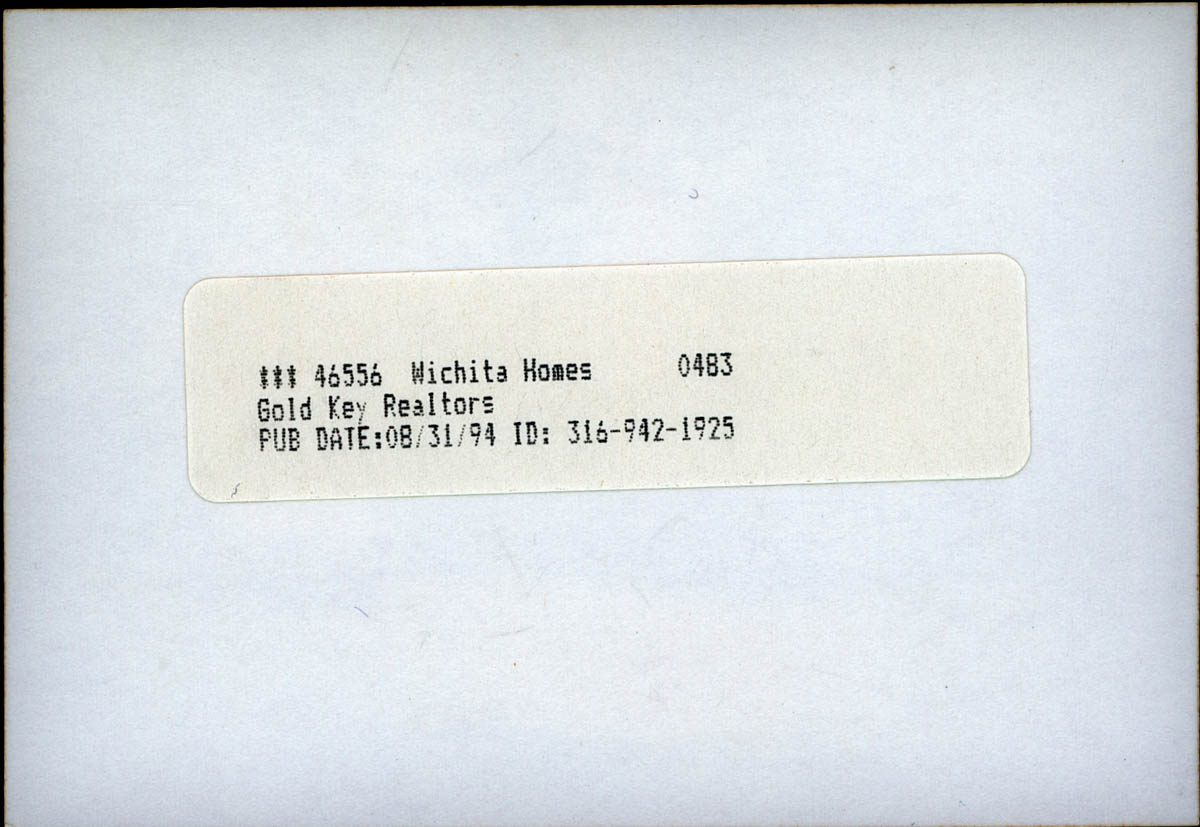 *** 46556 Wichita Homes 0483
Gold Key Realtors
PUB DATE:08/31/94 ID: 316-942-1925